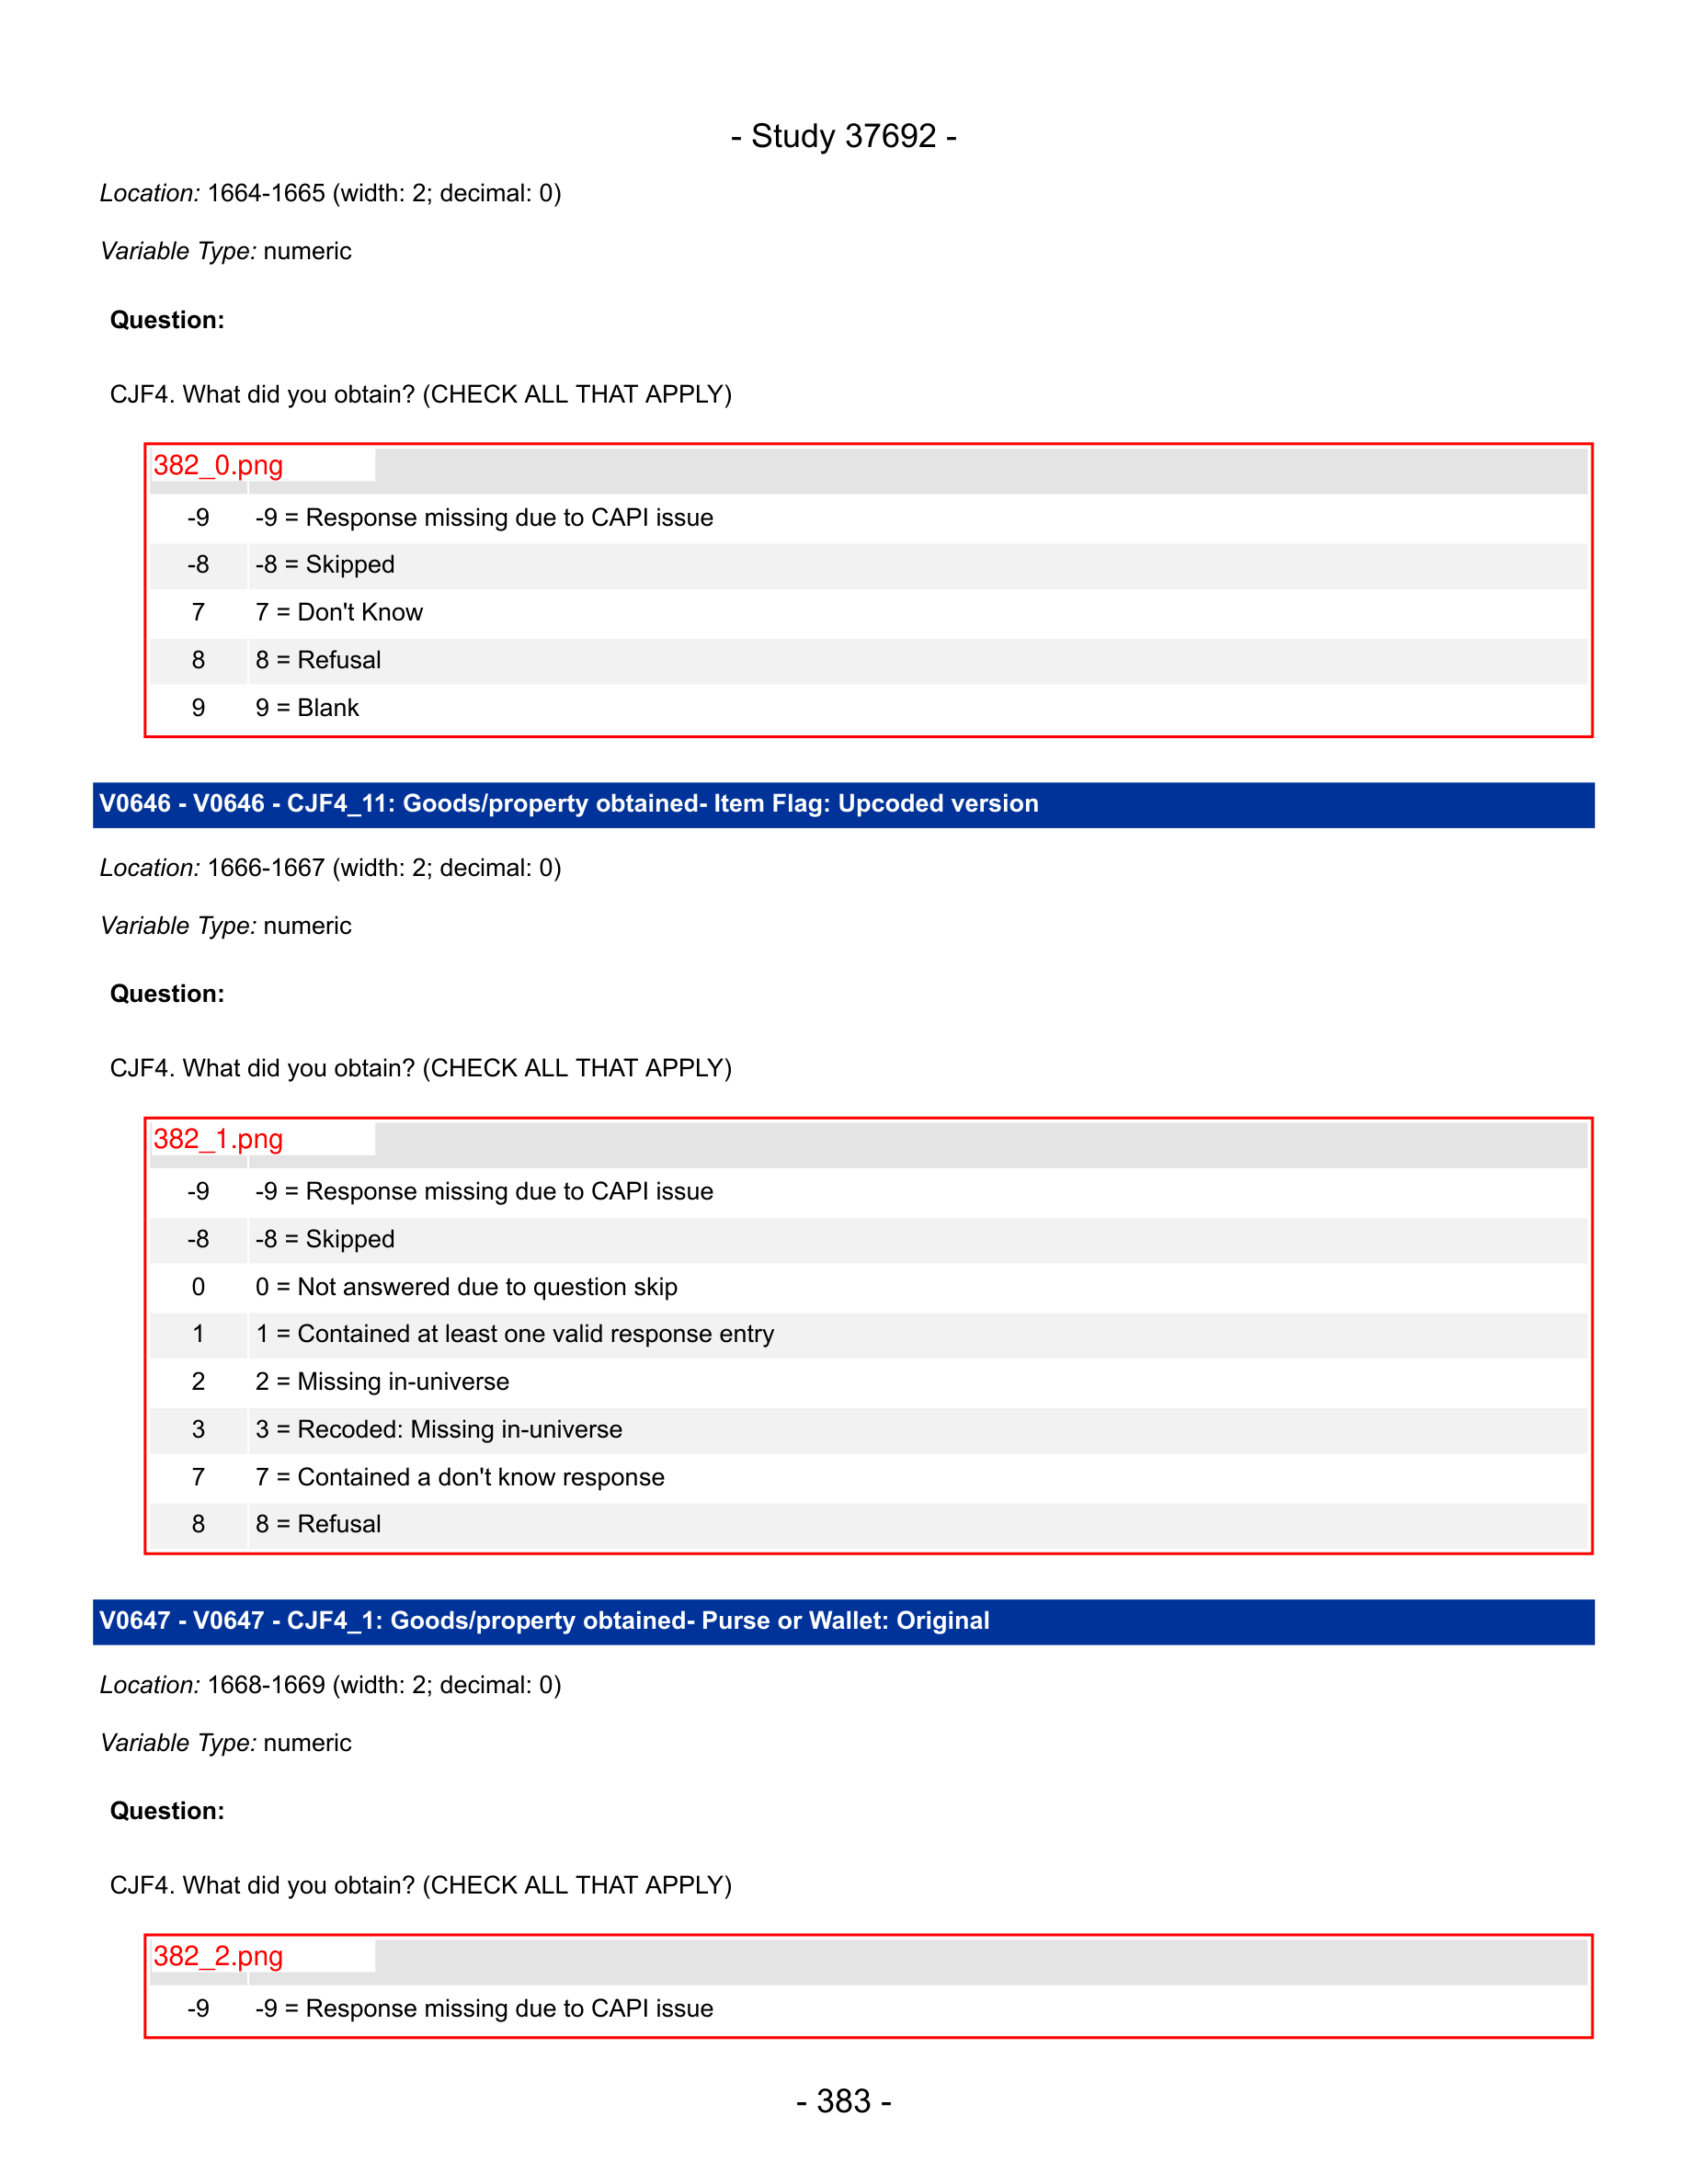 - Study 37692 -
Location: 1664-1665 (width: 2; decimal: 0)
Variable Type: numeric
Question:
CJF4. What did you obtain? (CHECK ALL THAT APPLY)
382_0.png
-9 -9 = Response missing due to CAPI issue
-8 -8 = Skipped
7 7 = Don't Know
8 8 = Refusal
9 9 = Blank
V0646 - V0646 - CJF4_11: Goods/property obtained- Item Flag: Upcoded version
Location: 1666-1667 (width: 2; decimal: 0)
Variable Type: numeric
Question:
CJF4. What did you obtain? (CHECK ALL THAT APPLY)
382_1.png
-9 -9 = Response missing due to CAPI issue
-8 -8 = Skipped
0 0 = Not answered due to question skip
1 1 = Contained at least one valid response entry
2 2 = Missing in-universe
3 3 = Recoded: Missing in-universe
7 7 = Contained a don't know response
8 8 = Refusal
V0647 - V0647 - CJF4_1: Goods/property obtained- Purse or Wallet: Original
Location: 1668-1669 (width: 2; decimal: 0)
Variable Type: numeric
Question:
CJF4. What did you obtain? (CHECK ALL THAT APPLY)
382_2.png
-9 -9 = Response missing due to CAPI issue
- 383 -